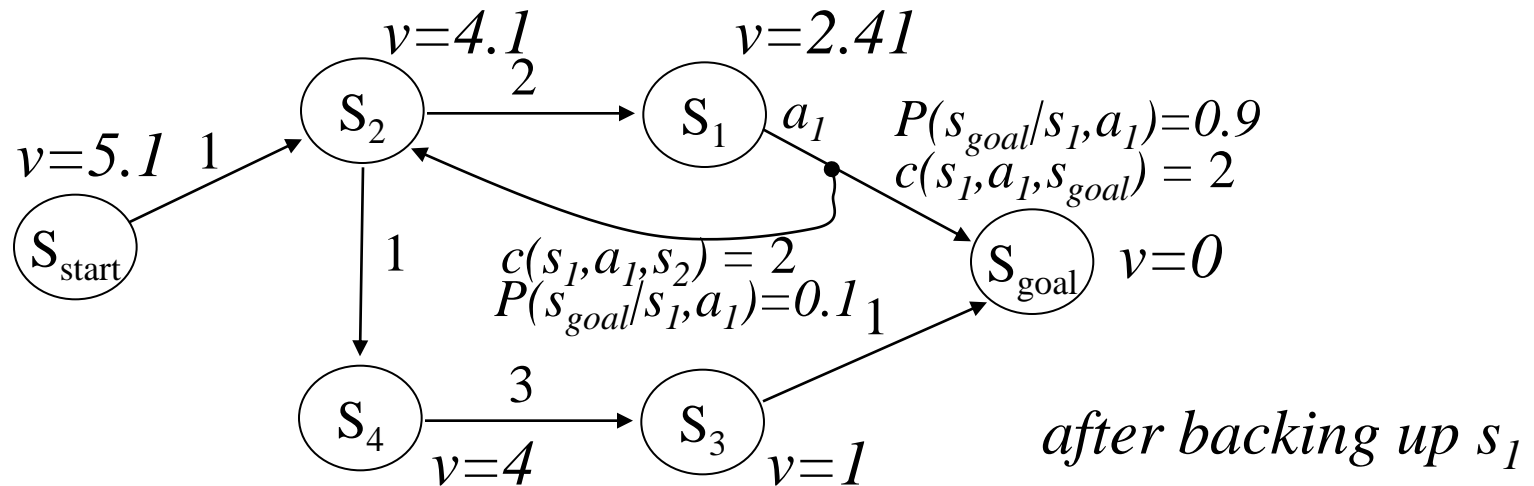 v=4.1
v=2.41
2
S2
S1
a1
P(sgoal/s1,a1)=0.9
c(s1,a1,sgoal) = 2
v=5.1
1
Sstart
1
c(s1,a1,s2) = 2
P(sgoal/s1,a1)=0.1
Sgoal
v=0
1
3
S4
S3
v=4
v=1
after backing up s1